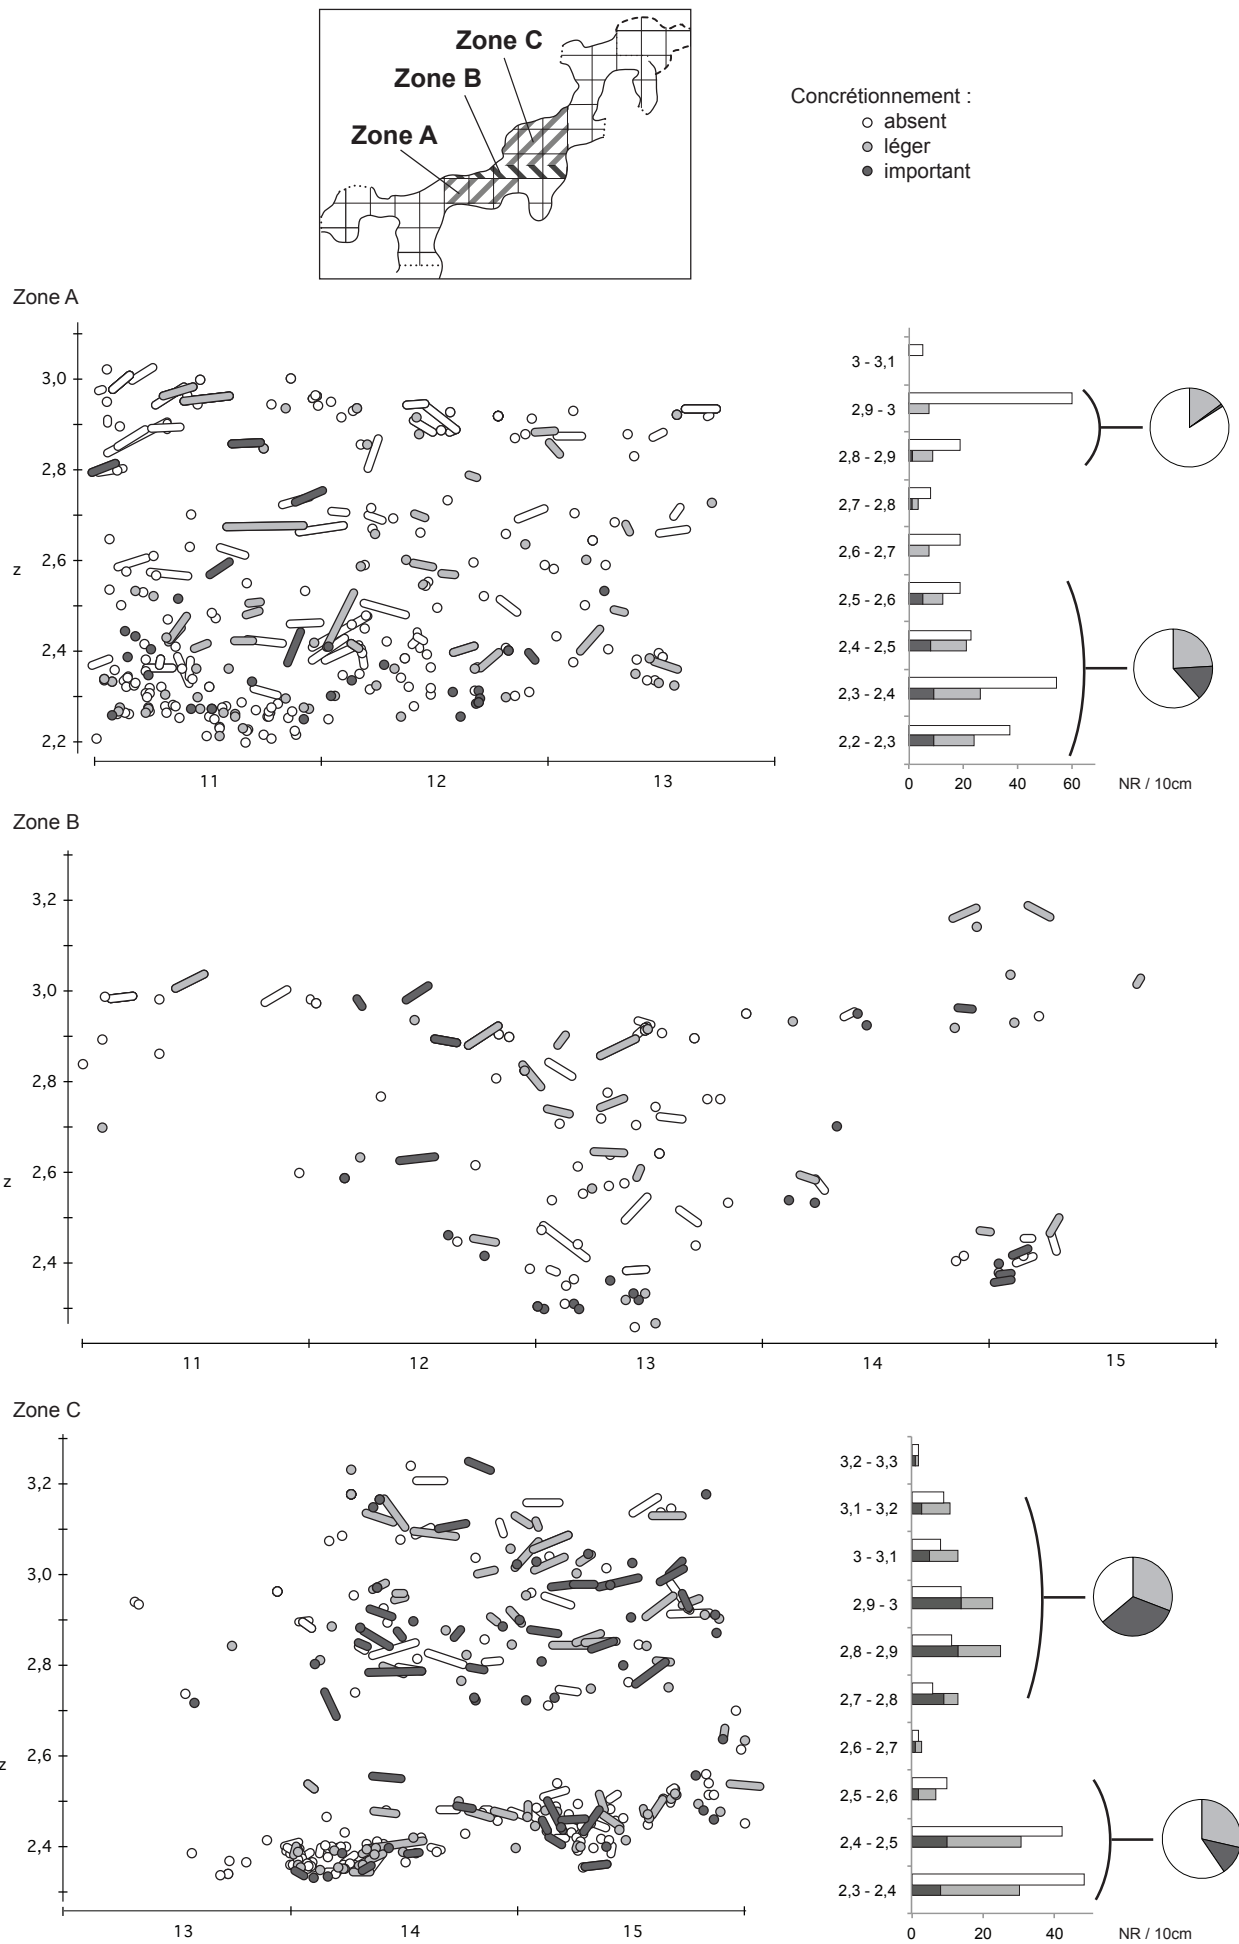 Zone C
Zone B
Zone A
Concrétionnement :
absent
léger
important
Zone A
3,0
2,8
2,6
z
2,4
2,2
11 12 13
3 - 3,1
2,9 - 3
2,8 - 2,9
2,7 - 2,8
2,6 - 2,7
2,5 - 2,6
2,4 - 2,5
2,3 - 2,4
2,2 - 2,3
0 20 40 60 NR / 10cm
Zone B
3,2
3,0
2,8
2,6
z
2,4
11 12 13 14 15
Zone C
3,2
3,0
2,8
2,6
z
2,4
13 14 15
3,2 - 3,3
3,1 - 3,2
3 - 3,1
2,9 - 3
2,8 - 2,9
2,7 - 2,8
2,6 - 2,7
2,5 - 2,6
2,4 - 2,5
2,3 - 2,4
0 20 40 NR / 10cm